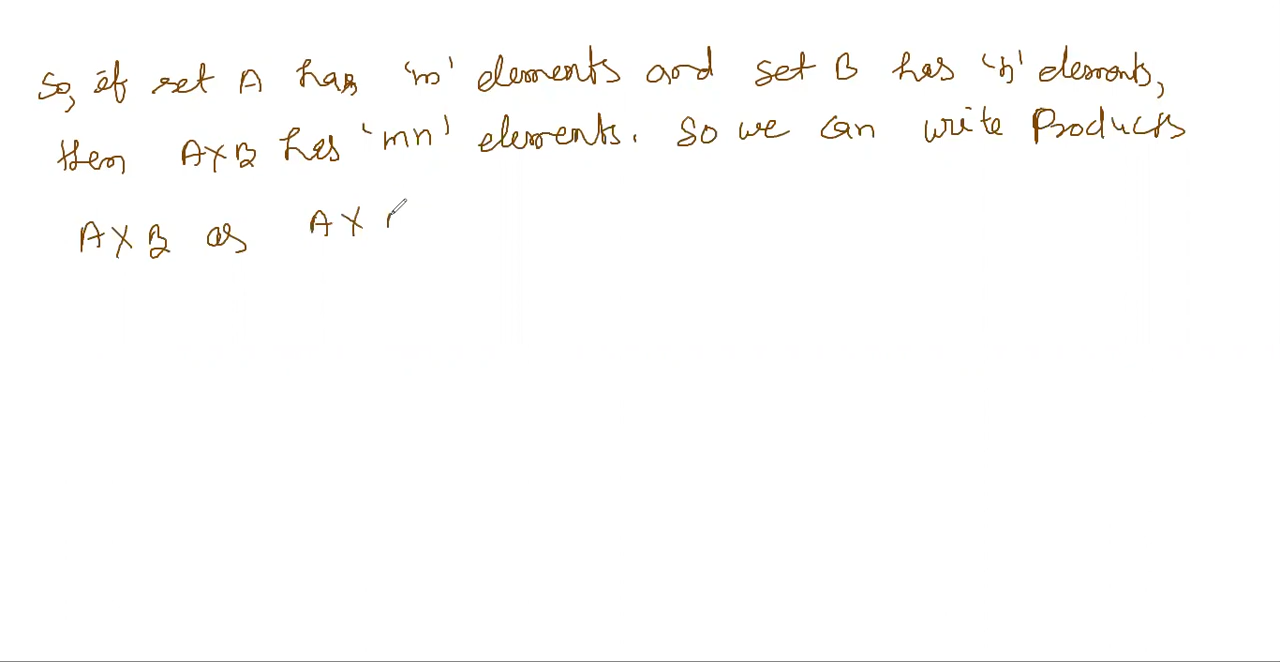 So, if set A has 'm' elements and set B has 'n' elements,
then A×B has 'mn' elements. So we can write Products
A×B as A×